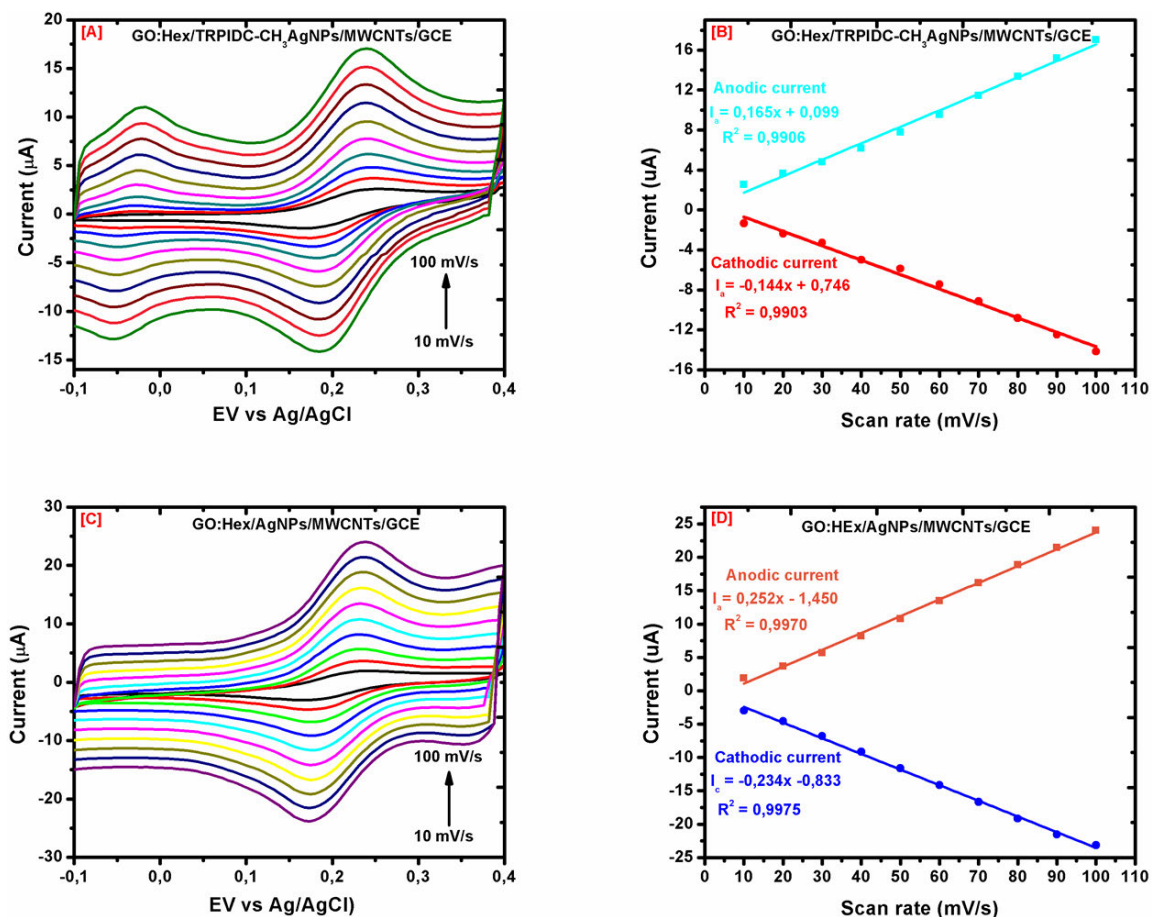 [A]
GO:Hex/TRPIDC-CH3AgNPs/MWCNTs/GCE
Current (μA)
20
15
10
5
0
-5
-10
-15
100 mV/s
10 mV/s
-0,1 0,0 0,1 0,2 0,3 0,4
EV vs Ag/AgCl
[B]
GO:Hex/TRPIDC-CH3AgNPs/MWCNTs/GCE
Current (uA)
16
12
8
4
0
-4
-8
-12
-16
Anodic current
Ia = 0,165x + 0,099
R2 = 0,9906
Cathodic current
Ia= -0,144x + 0,746
R2 = 0,9903
0 10 20 30 40 50 60 70 80 90 100 110
Scan rate (mV/s)
[C]
GO:Hex/AgNPs/MWCNTs/GCE
Current (μA)
30
20
10
0
-10
-20
-30
100 mV/s
10 mV/s
-0,1 0,0 0,1 0,2 0,3 0,4
EV vs Ag/AgCl)
[D]
GO:HEx/AgNPs/MWCNTs/GCE
Current (uA)
25
20
15
10
5
0
-5
-10
-15
-20
-25
Anodic current
Ia = 0,252x - 1,450
R2 = 0,9970
Cathodic current
Ic = -0,234x -0,833
R2 = 0,9975
0 10 20 30 40 50 60 70 80 90 100 110
Scan rate (mV/s)